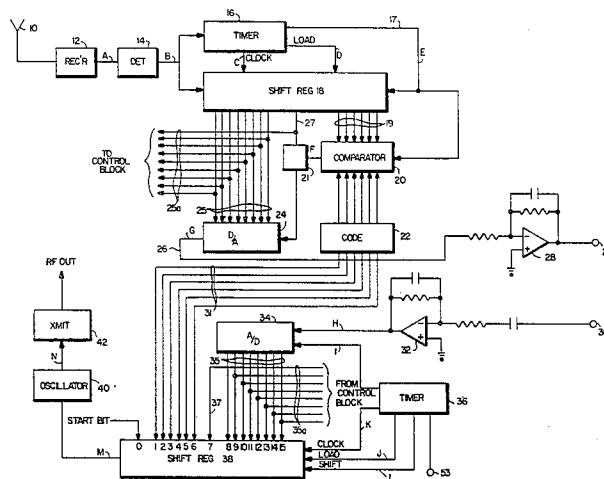 10
12
REC'R
A
14
DET
B
16
TIMER
17
LOAD
C
CLOCK
D
E
SHIFT REG 18
27
19
TO CONTROL BLOCK
25a
F
21
COMPARATOR
20
25
24
D/A
G
26
CODE
22
28
RF OUT
31
34
A/D
H
I
32
30
XMIT
42
N
OSCILLATOR
40
35
37
FROM CONTROL BLOCK
35a
TIMER
36
START BIT
K
CLOCK
LOAD
J
SHIFT
L
53
M
0 1 2 3 4 5 6 7 8 9 10 11 12 13 14 15
SHIFT REG 38